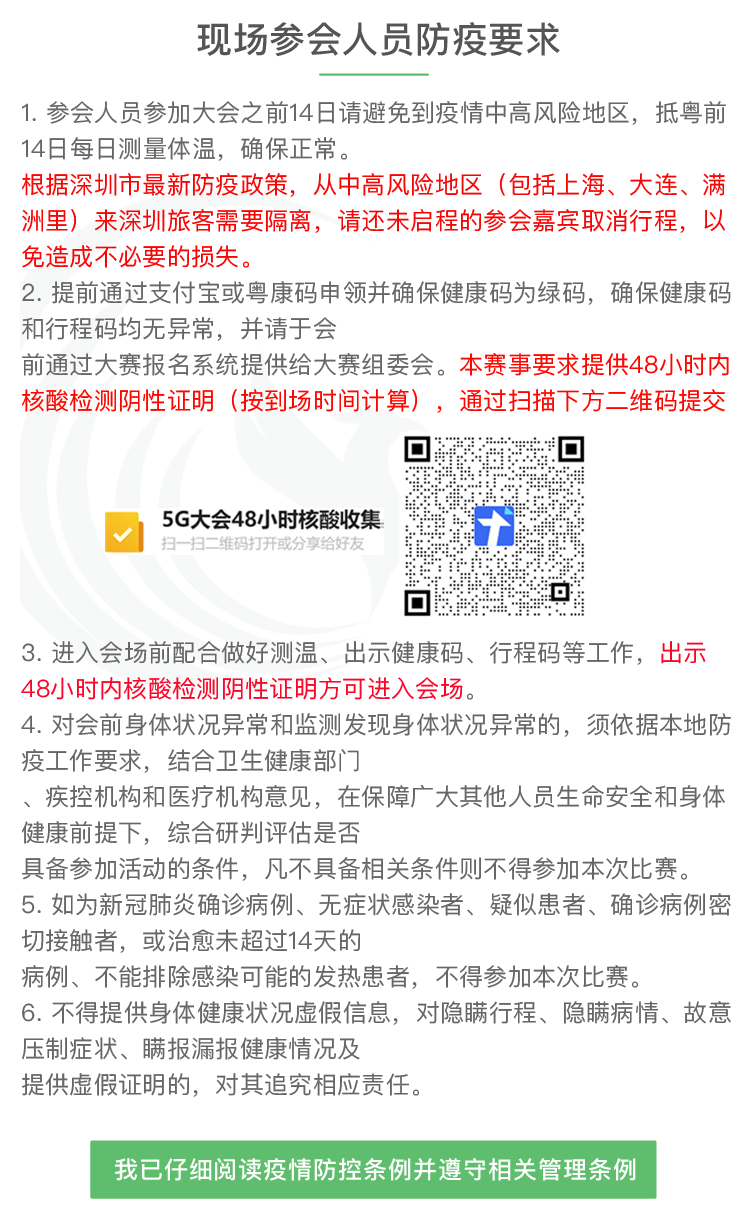 现场参会人员防疫要求
1. 参会人员参加大会之前14日请避免到疫情中高风险地区，抵粤前
14日每日测量体温，确保正常。
根据深圳市最新防疫政策，从中高风险地区（包括上海、大连、满
洲里）来深圳旅客需要隔离，请还未启程的参会嘉宾取消行程，以
免造成不必要的损失。
2. 提前通过支付宝或粤康码申领并确保健康码为绿码，确保健康码
和行程码均无异常，并请于会
前通过大赛报名系统提供给大赛组委会。本赛事要求提供48小时内
核酸检测阴性证明（按到场时间计算），通过扫描下方二维码提交
5G大会48小时核酸收集
扫一扫二维码打开或分享给好友
3. 进入会场前配合做好测温、出示健康码、行程码等工作，出示
48小时内核酸检测阴性证明方可进入会场。
4. 对会前身体状况异常和监测发现身体状况异常的，须依据本地防
疫工作要求，结合卫生健康部门
、疾控机构和医疗机构意见，在保障广大其他人员生命安全和身体
健康前提下，综合研判评估是否
具备参加活动的条件，凡不具备相关条件则不得参加本次比赛。
5. 如为新冠肺炎确诊病例、无症状感染者、疑似患者、确诊病例密
切接触者，或治愈未超过14天的
病例、不能排除感染可能的发热患者，不得参加本次比赛。
6. 不得提供身体健康状况虚假信息，对隐瞒行程、隐瞒病情、故意
压制症状、瞒报漏报健康情况及
提供虚假证明的，对其追究相应责任。
我已仔细阅读疫情防控条例并遵守相关管理条例